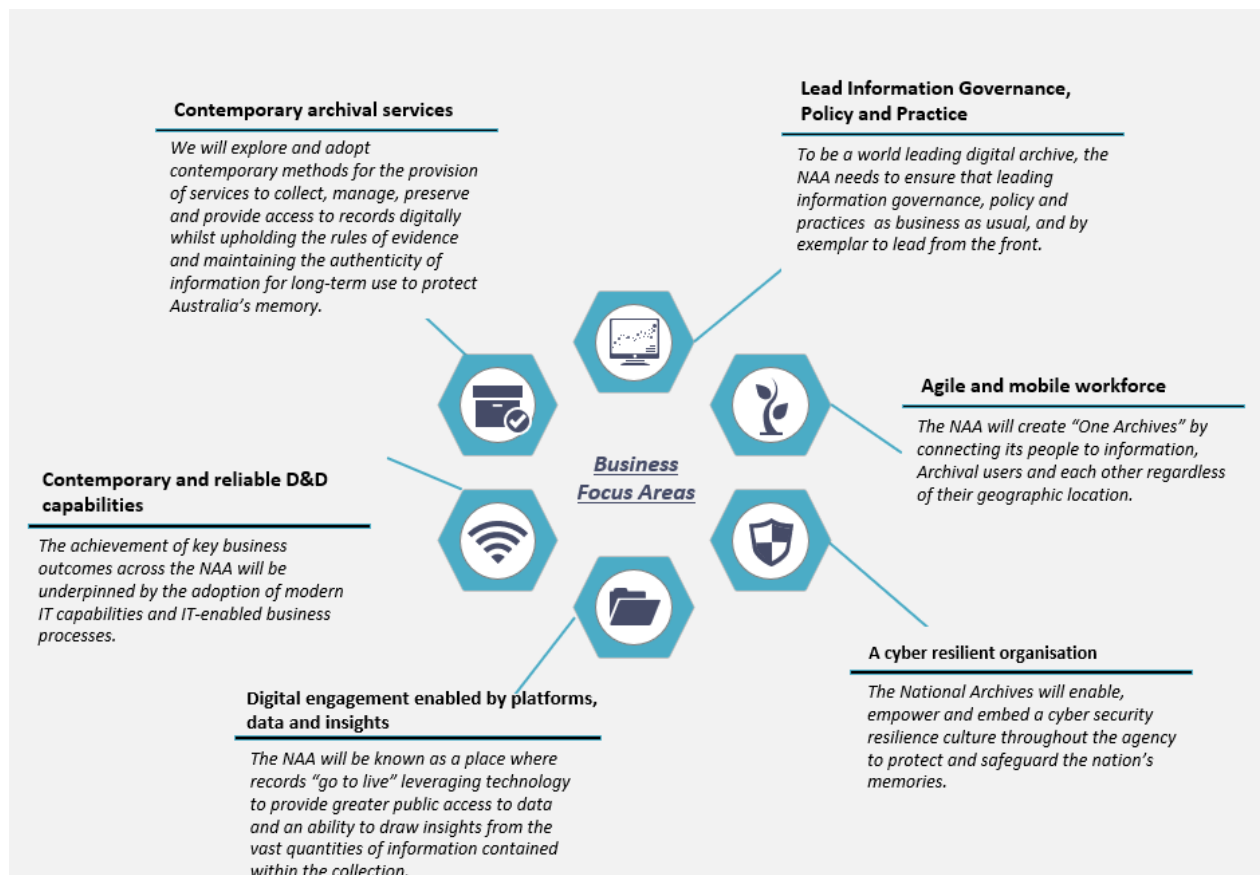 Contemporary archival services
We will explore and adopt
contemporary methods for the provision
of services to collect, manage, preserve
and provide access to records digitally
whilst upholding the rules of evidence
and maintaining the authenticity of
information for long-term use to protect
Australia's memory.
Lead Information Governance,
Policy and Practice
To be a world leading digital archive, the
NAA needs to ensure that leading
information governance, policy and
practices as business as usual, and by
exemplar to lead from the front.
Agile and mobile workforce
The NAA will create “One Archives” by
connecting its people to information,
Archival users and each other regardless
of their geographic location.
Business
Focus Areas
Contemporary and reliable D&D
capabilities
The achievement of key business
outcomes across the NAA will be
underpinned by the adoption of modern
IT capabilities and IT-enabled business
processes.
A cyber resilient organisation
The National Archives will enable,
empower and embed a cyber security
resilience culture throughout the agency
to protect and safeguard the nation's
memories.
Digital engagement enabled by platforms,
data and insights
The NAA will be known as a place where
records “go to live” leveraging technology
to provide greater public access to data
and an ability to draw insights from the
vast quantities of information contained
within the collection.